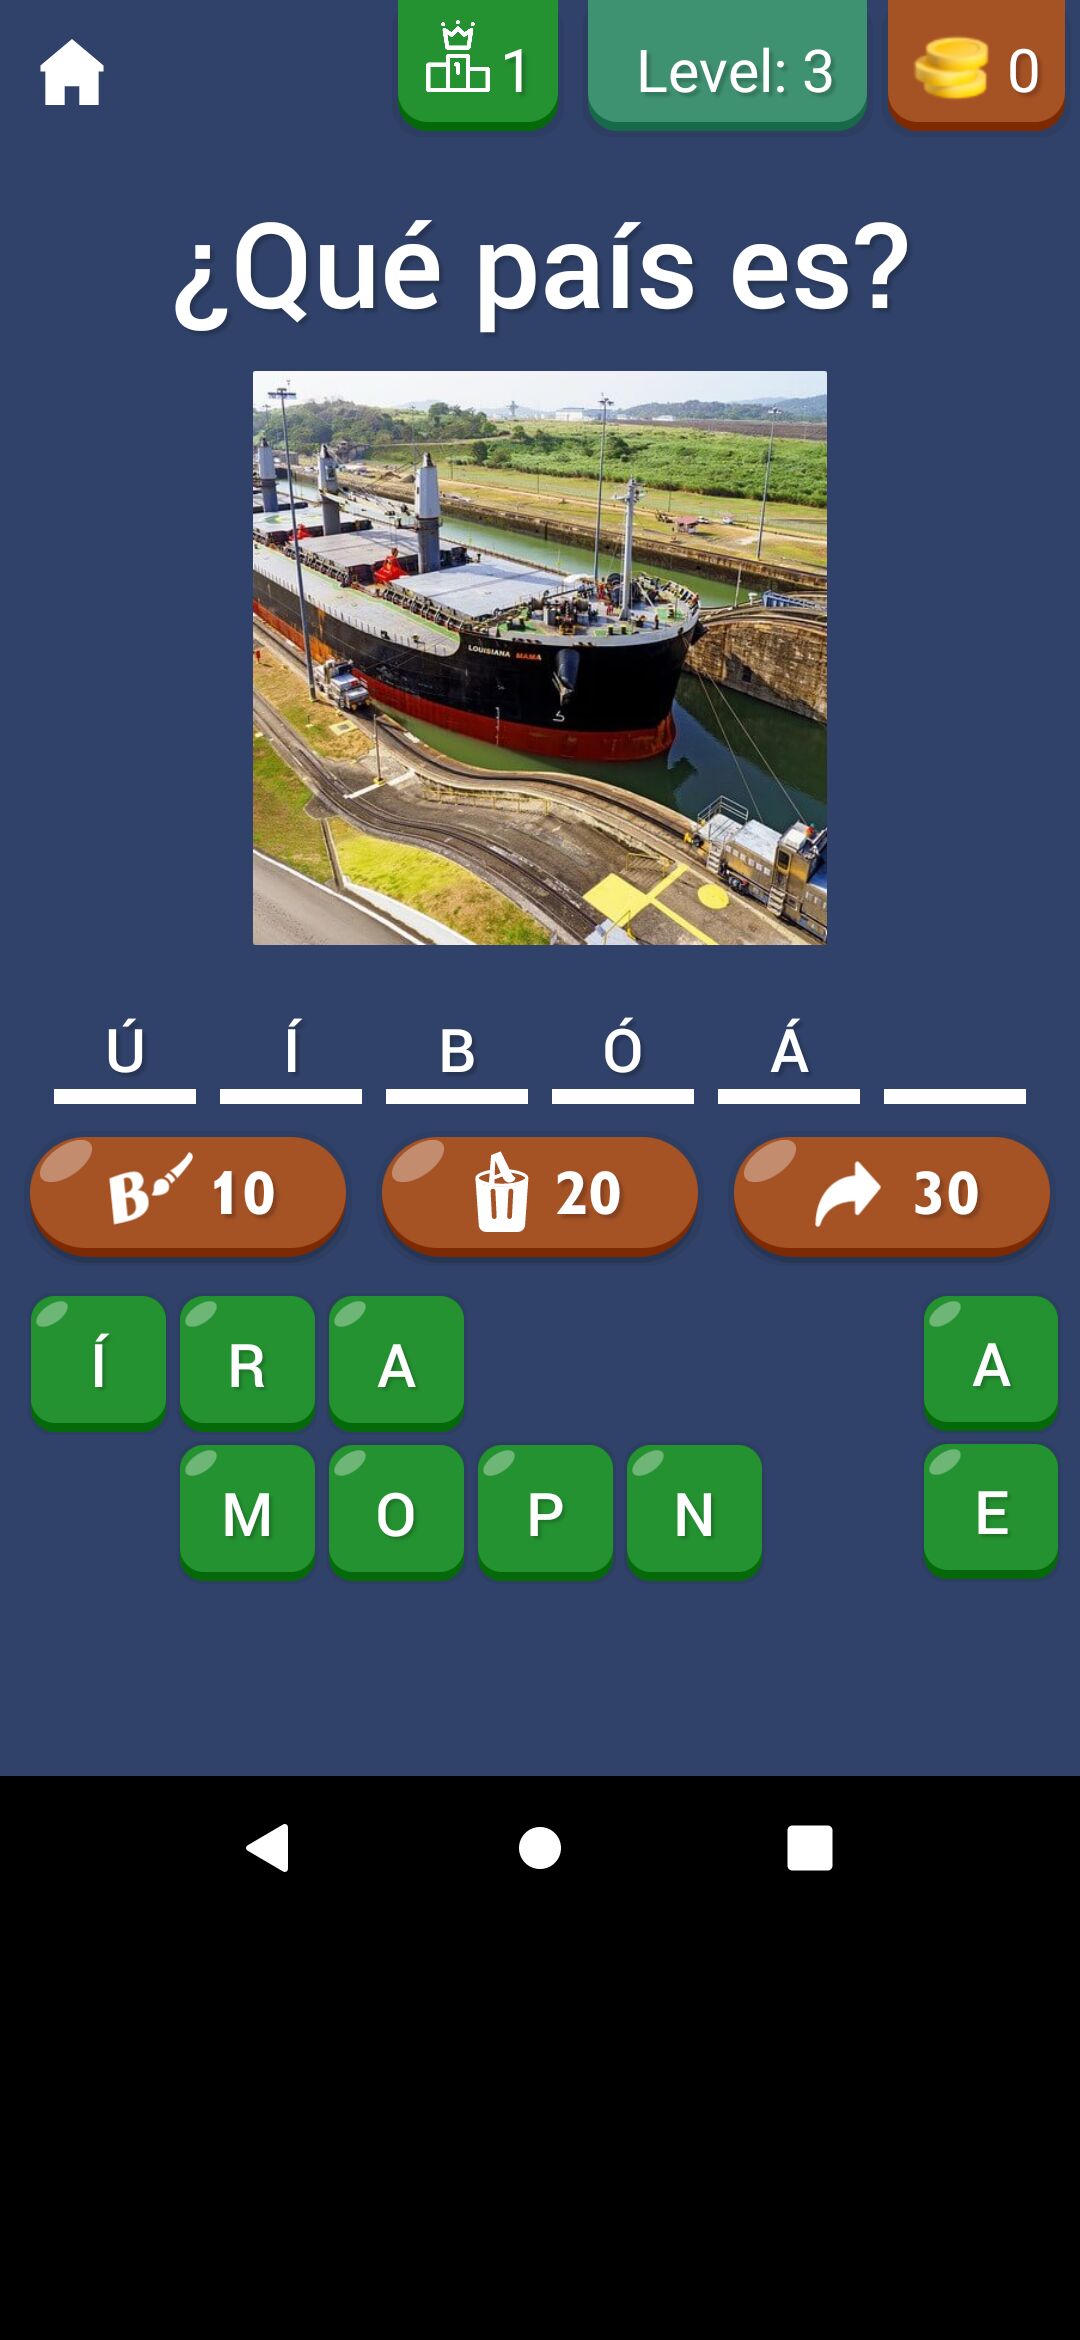 1 Level: 3 0
¿Qué país es?
LOUISIANA MAMA
Ú Í B Ó Á
B 10 20 30
Í R A A
M O P N E